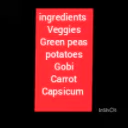 ingredients
Veggies
Green peas
potatoes
Gobi
Carrot
Capsicum